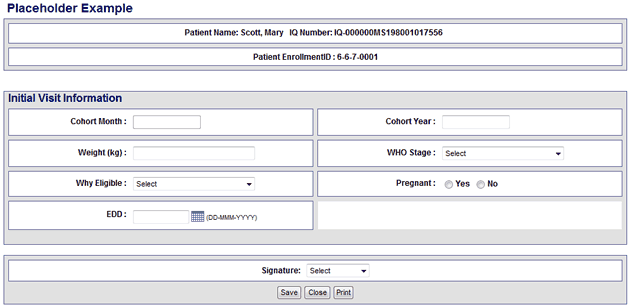 Placeholder Example
Patient Name: Scott, Mary   IQ Number: IQ-000000MS198001017556
Patient EnrollmentID : 6-6-7-0001
Initial Visit Information
Cohort Month :   Cohort Year :
Weight (kg) :   WHO Stage : Select
Why Eligible : Select   Pregnant : Yes No
EDD : (DD-MMM-YYYY)
Signature: Select
Save Close Print